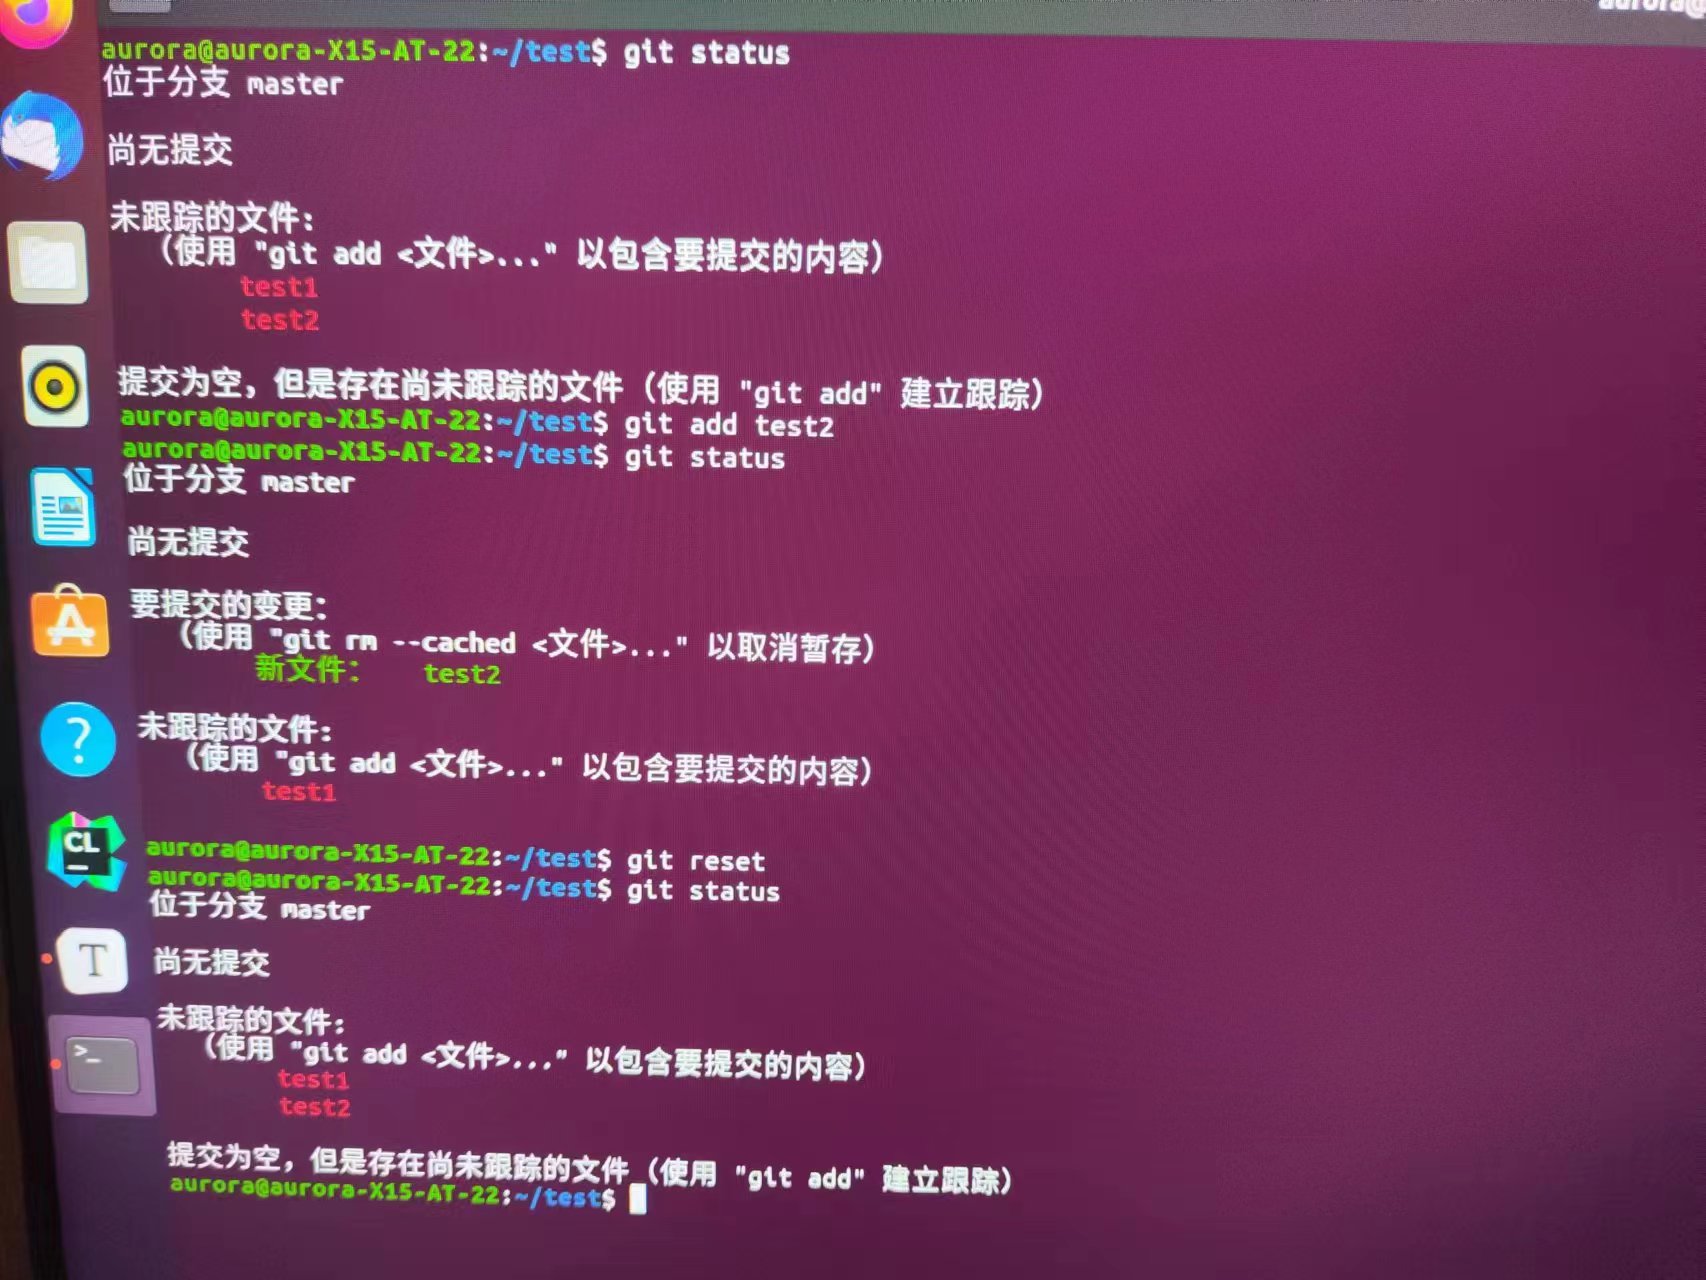 aurora@
aurora@aurora-X15-AT-22:~/test$ git status
位于分支 master
尚无提交
未跟踪的文件:
（使用 "git add <文件>..." 以包含要提交的内容）
test1
test2
提交为空，但是存在尚未跟踪的文件（使用 "git add" 建立跟踪）
aurora@aurora-X15-AT-22:~/test$ git add test2
aurora@aurora-X15-AT-22:~/test$ git status
位于分支 master
尚无提交
要提交的变更:
（使用 "git rm --cached <文件>..." 以取消暂存）
新文件: test2
未跟踪的文件:
（使用 "git add <文件>..." 以包含要提交的内容）
test1
aurora@aurora-X15-AT-22:~/test$ git reset
aurora@aurora-X15-AT-22:~/test$ git status
位于分支 master
尚无提交
未跟踪的文件:
（使用 "git add <文件>..." 以包含要提交的内容）
test1
test2
提交为空，但是存在尚未跟踪的文件（使用 "git add" 建立跟踪）
aurora@aurora-X15-AT-22:~/test$
?
CL
T
>_